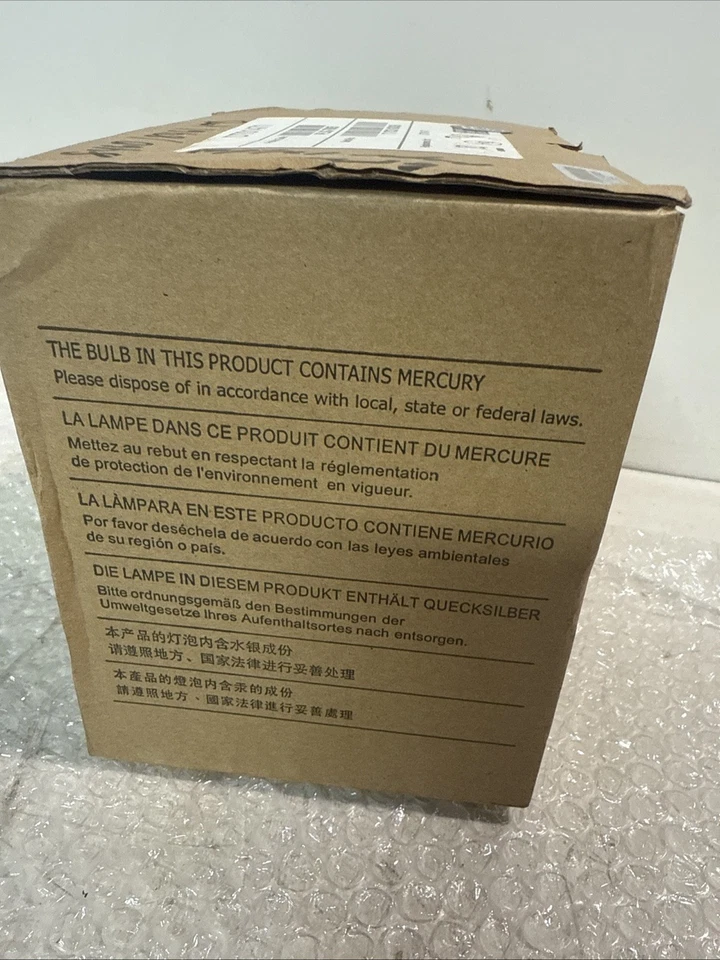 THE BULB IN THIS PRODUCT CONTAINS MERCURY
Please dispose of in accordance with local, state or federal laws.
LA LAMPE DANS CE PRODUIT CONTIENT DU MERCURE
Mettez au rebut en respectant la réglementation
de protection de l'environnement en vigueur.
LA LÀMPARA EN ESTE PRODUCTO CONTIENE MERCURIO
Por favor deséchela de acuerdo con las leyes ambientales
de su región o país.
DIE LAMPE IN DIESEM PRODUKT ENTHÄLT QUECKSILBER
Bitte ordnungsgemäß den Bestimmungen der
Umweltgesetze Ihres Aufenthaltsortes nach entsorgen.
本产品的灯泡内含水银成份
请遵照地方、国家法律进行妥善处理
本產品的燈泡內含汞的成份
請遵照地方、國家法律進行妥善處理